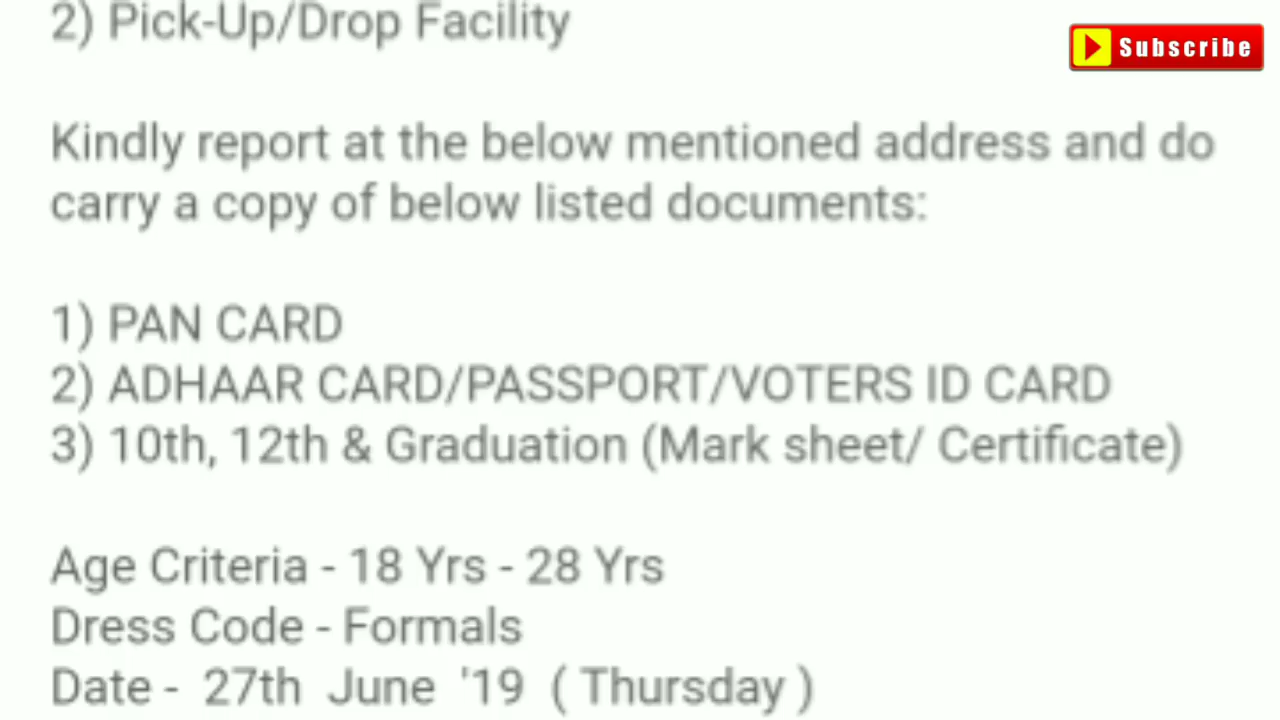 2) Pick-Up/Drop Facility
Subscribe
Kindly report at the below mentioned address and do
carry a copy of below listed documents:
1) PAN CARD
2) ADHAAR CARD/PASSPORT/VOTERS ID CARD
3) 10th, 12th & Graduation (Mark sheet/ Certificate)
Age Criteria - 18 Yrs - 28 Yrs
Dress Code - Formals
Date - 27th June '19 ( Thursday )